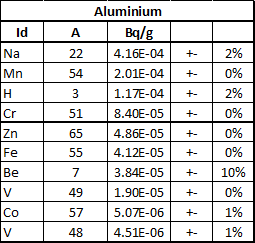 Aluminium
Id A Bq/g
Na 22 4.16E-04 +- 2%
Mn 54 2.01E-04 +- 0%
H 3 1.17E-04 +- 2%
Cr 51 8.40E-05 +- 0%
Zn 65 4.86E-05 +- 0%
Fe 55 4.12E-05 +- 0%
Be 7 3.84E-05 +- 10%
V 49 1.90E-05 +- 0%
Co 57 5.07E-06 +- 1%
V 48 4.51E-06 +- 1%